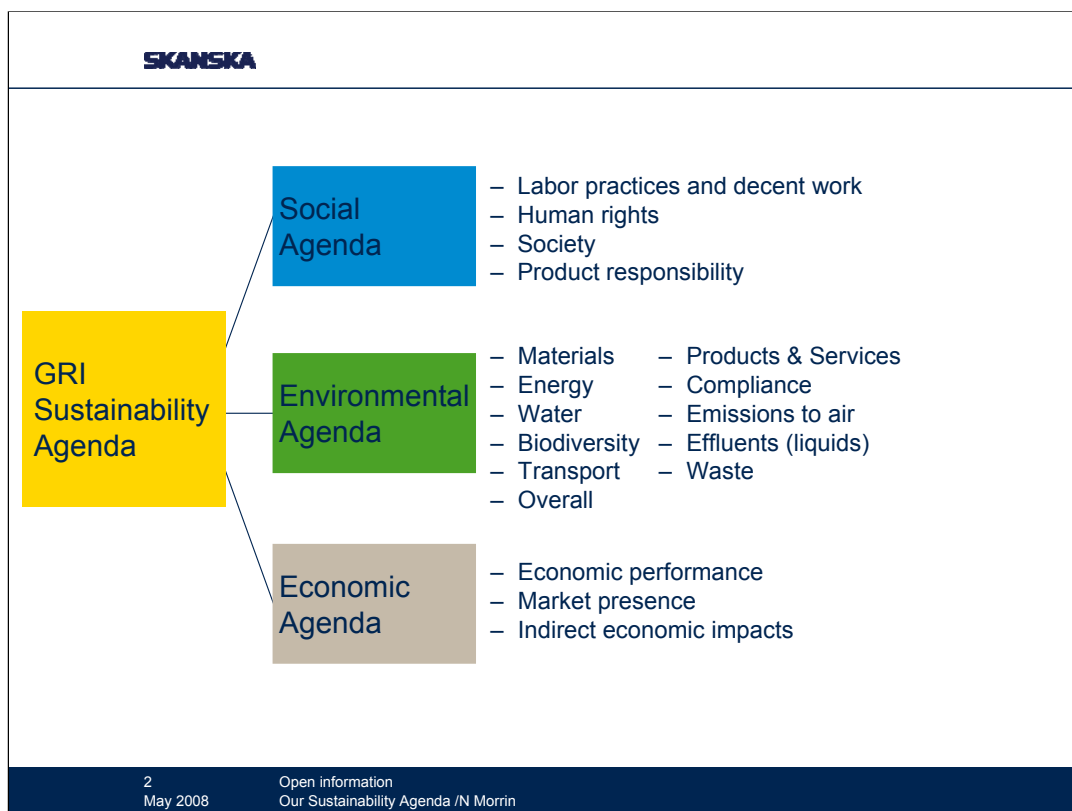 SKANSKA
GRI
Sustainability
Agenda
Social
Agenda
– Labor practices and decent work
– Human rights
– Society
– Product responsibility
Environmental
Agenda
– Materials
– Energy
– Water
– Biodiversity
– Transport
– Overall
– Products & Services
– Compliance
– Emissions to air
– Effluents (liquids)
– Waste
Economic
Agenda
– Economic performance
– Market presence
– Indirect economic impacts
2
May 2008
Open information
Our Sustainability Agenda /N Morrin